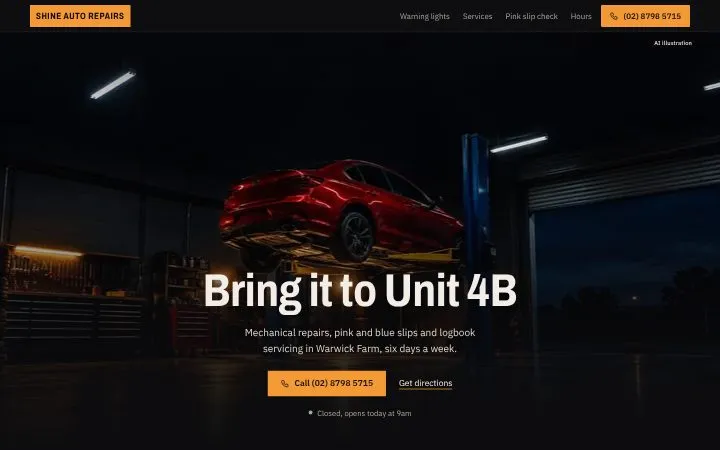 SHINE AUTO REPAIRS
Warning lights
Services
Pink slip check
Hours
(02) 8798 5715
AI illustration
Bring it to Unit 4B
Mechanical repairs, pink and blue slips and logbook
servicing in Warwick Farm, six days a week.
Call (02) 8798 5715
Get directions
Closed, opens today at 9am